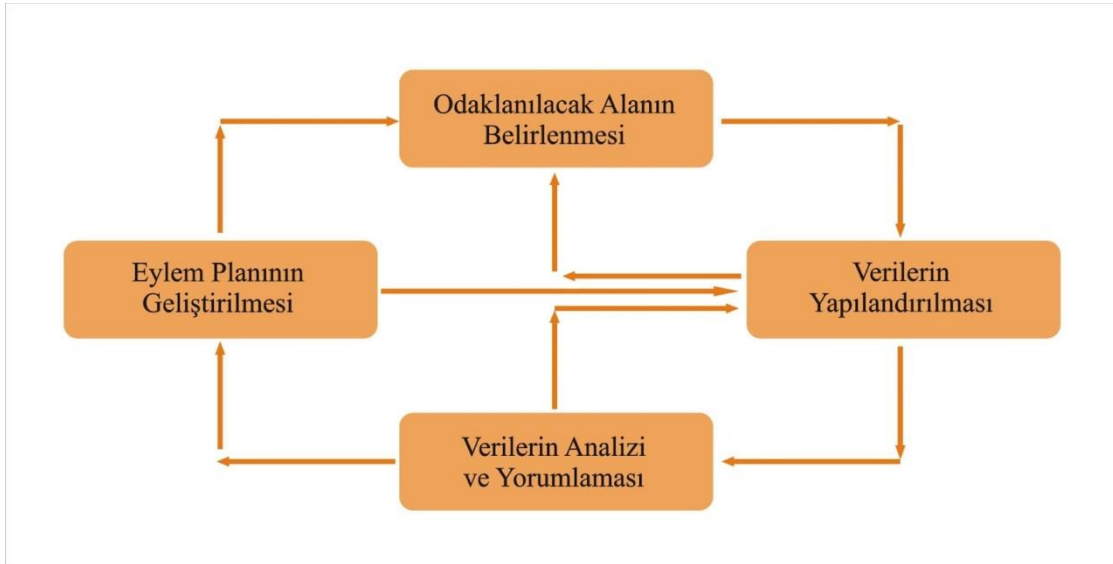 Odaklanılacak Alanın
Belirlenmesi
Eylem Planının
Geliştirilmesi
Verilerin
Yapılandırılması
Verilerin Analizi
ve Yorumlaması